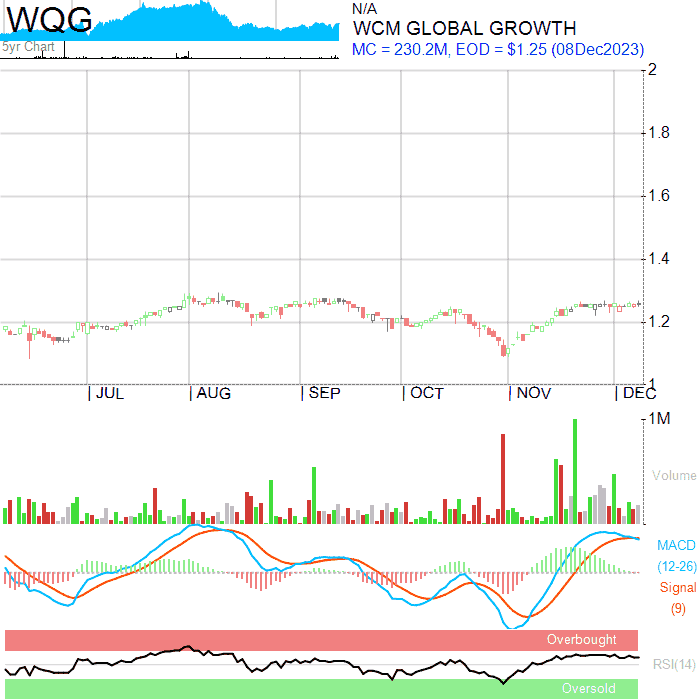 WQG
5yr Chart
N/A
WCM GLOBAL GROWTH
MC = 230.2M, EOD = $1.25 (08Dec2023)
2
1.8
1.6
1.4
1.2
1
JUL AUG SEP OCT NOV DEC
1M
Volume
MACD
(12-26)
Signal
(9)
Overbought
RSI(14)
Oversold